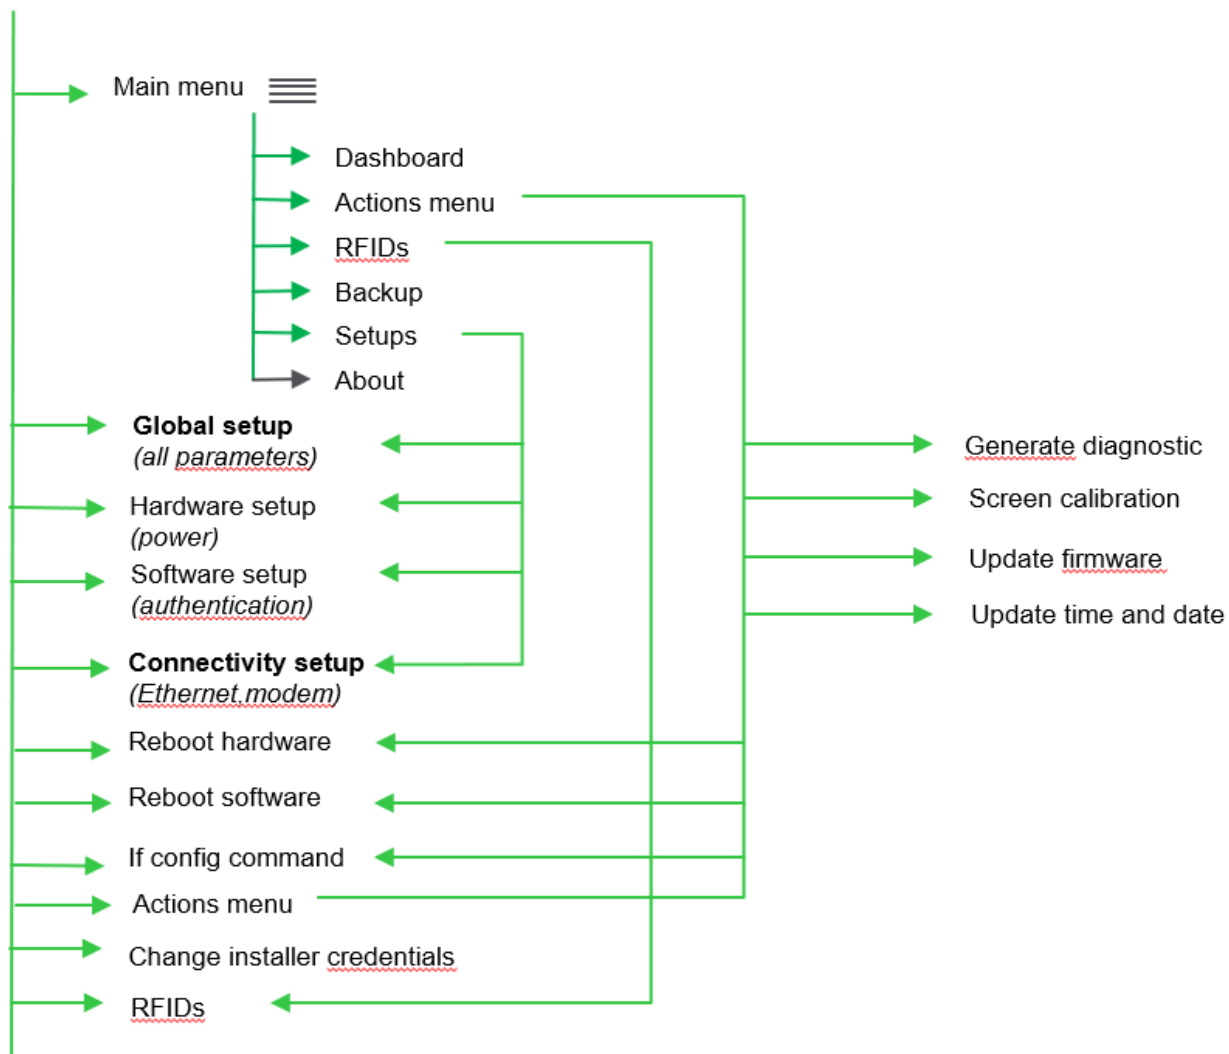 Main menu
Dashboard
Actions menu
RFIDs
Backup
Setups
About
Global setup
(all parameters)
Hardware setup
(power)
Software setup
(authentication)
Connectivity setup
(Ethernet,modem)
Reboot hardware
Reboot software
If config command
Actions menu
Change installer credentials
RFIDs
Generate diagnostic
Screen calibration
Update firmware
Update time and date